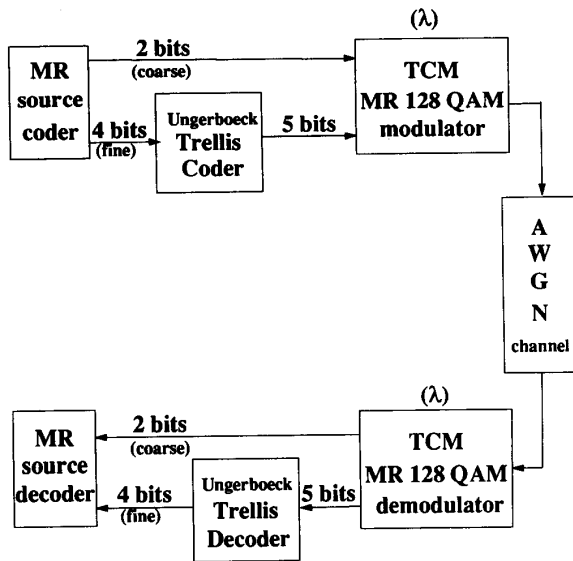 (λ)
MR
source
coder
2 bits
(coarse)
4 bits
(fine)
Ungerboeck
Trellis
Coder
5 bits
TCM
MR 128 QAM
modulator
A
W
G
N
channel
(λ)
MR
source
decoder
2 bits
(coarse)
4 bits
(fine)
Ungerboeck
Trellis
Decoder
5 bits
TCM
MR 128 QAM
demodulator